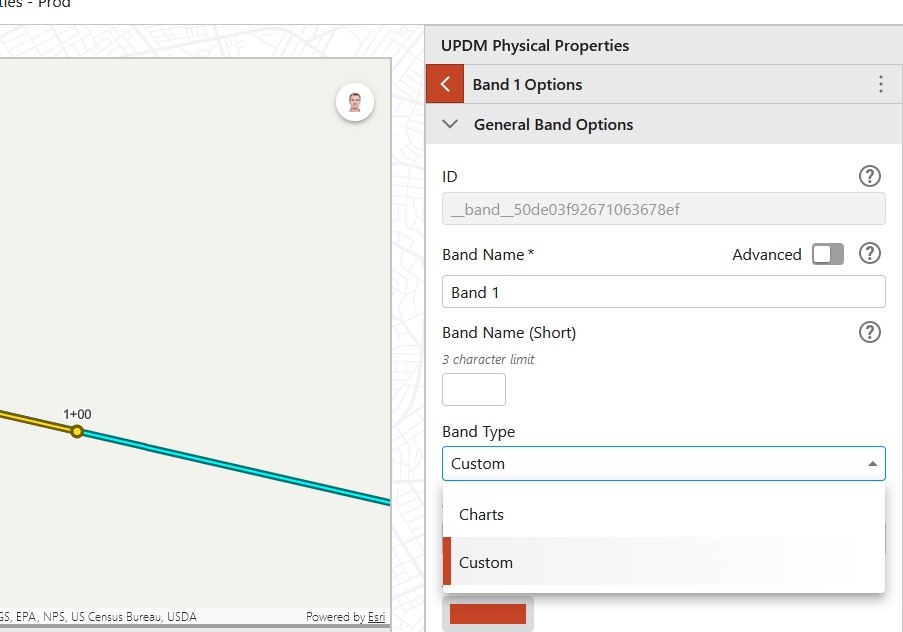 - Prod
UPDM Physical Properties
Band 1 Options
General Band Options
ID
__band__50de03f92671063678ef
Band Name *
Advanced
Band 1
Band Name (Short)
3 character limit
1+00
Band Type
Custom
Charts
Custom
GS, EPA, NPS, US Census Bureau, USDA
Powered by Esri